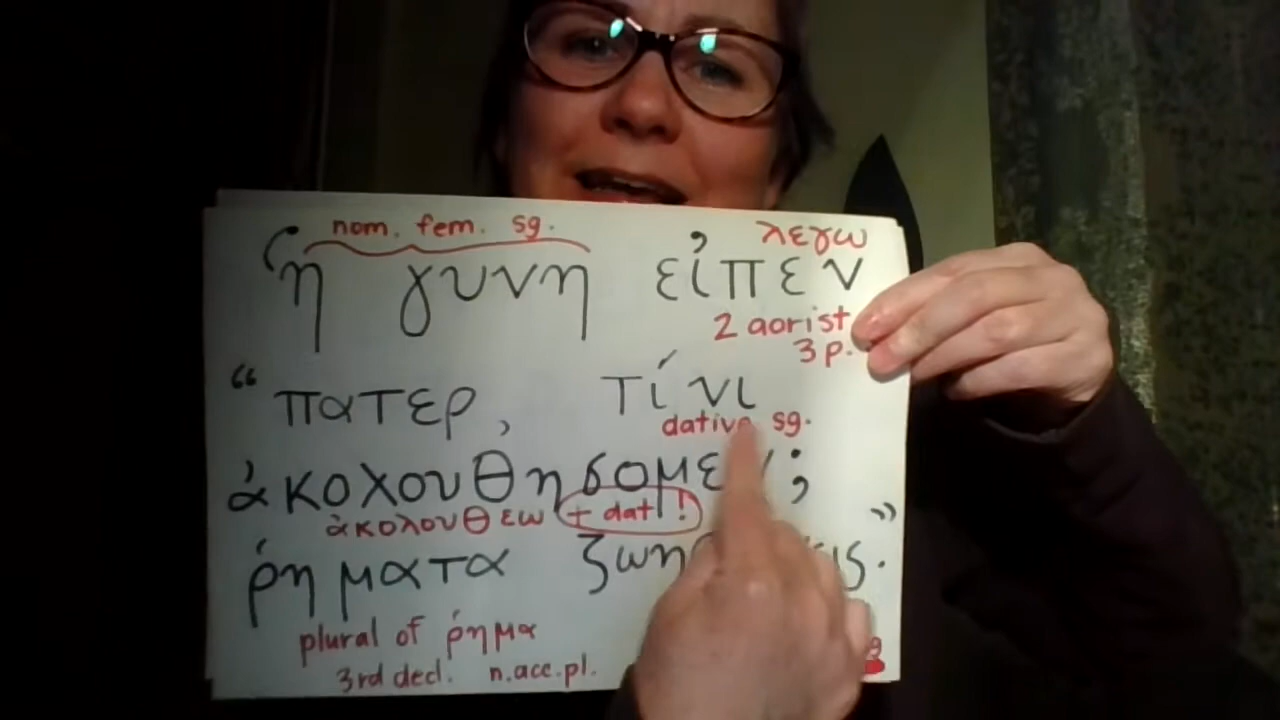 nom. fem. sg. λεγω
ἡ γυνη εἰπεν
2 aorist
3 p.
“πατερ, τίνι
dative sg.
ἀκοχουθησομεν;
ἀκολουθεω + dat!
ῥηματα ”
plural of ῥημα
3rd decl. n.acc.pl.